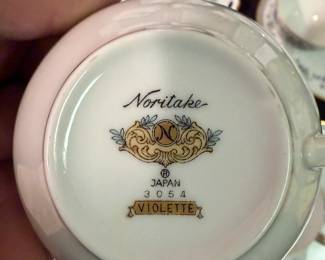 Noritake
N
®
JAPAN
3054
VIOLETTE